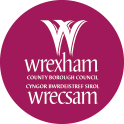 wrexham
COUNTY BOROUGH COUNCIL
CYNGOR BWRDEISTREF SIROL
wrecsam